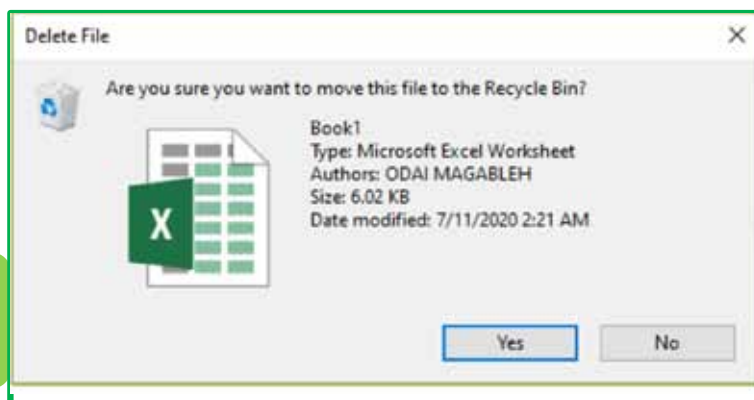 Delete File
Are you sure you want to move this file to the Recycle Bin?
Book1
Type: Microsoft Excel Worksheet
Authors: ODAI MAGABLEH
Size: 6.02 KB
Date modified: 7/11/2020 2:21 AM
X
Yes
No